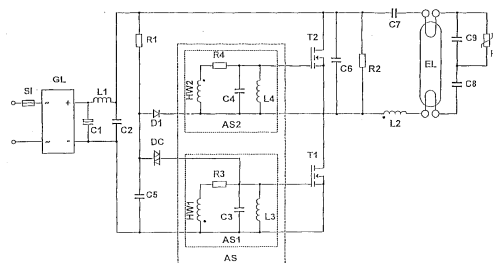 SI
GL
~
~
+
-
L1
C1
C2
R1
D1
DC
C5
HW2
R4
C4
L4
AS2
HW1
R3
C3
L3
AS1
AS
T2
T1
C6
R2
C7
L2
EL
C9
C8